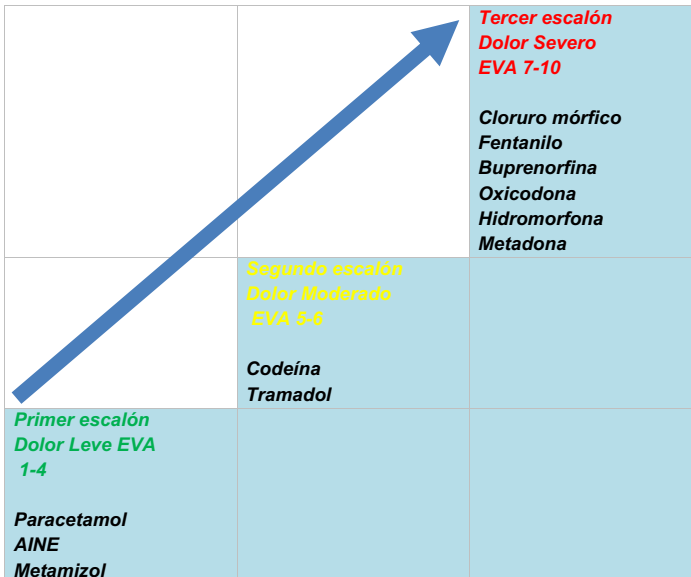 Tercer escalón
Dolor Severo
EVA 7-10
Cloruro mórfico
Fentanilo
Buprenorfina
Oxicodona
Hidromorfona
Metadona
Segundo escalón
Dolor Moderado
EVA 5-6
Codeína
Tramadol
Primer escalón
Dolor Leve EVA
1-4
Paracetamol
AINE
Metamizol